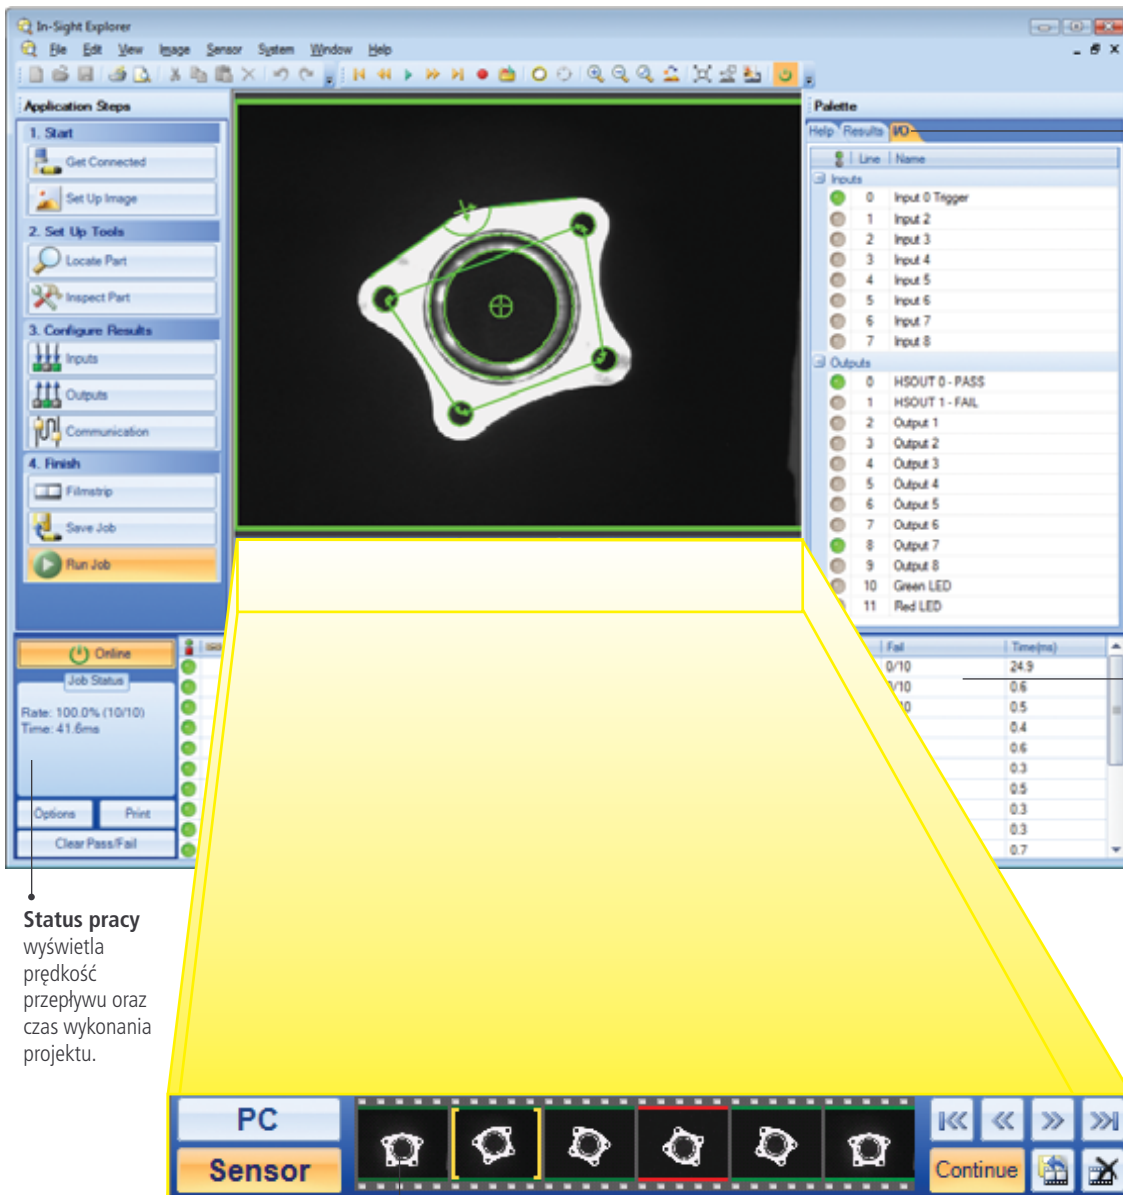 In-Sight Explorer
File Edit View Image Sensor System Window Help
Application Steps
1. Start
Get Connected
Set Up Image
2. Set Up Tools
Locate Part
Inspect Part
3. Configure Results
Inputs
Outputs
Communication
4. Finish
Filmstrip
Save Job
Run Job
Palette
Help Results I/O
Line Name
Inputs
0 Input 0 Trigger
1 Input 2
2 Input 3
3 Input 4
4 Input 5
5 Input 6
6 Input 7
7 Input 8
Outputs
0 HSOUT 0 - PASS
1 HSOUT 1 - FAIL
2 Output 1
3 Output 2
4 Output 3
5 Output 4
6 Output 5
7 Output 6
8 Output 7
9 Output 8
10 Green LED
11 Red LED
Online
Job Status
Rate: 100.0% (10/10)
Time: 41.6ms
Options Print
Clear Pass/Fail
Fail Time(ms)
0/10 24.9
0/10 0.6
0.5
0.4
0.6
0.3
0.5
0.3
0.3
0.7
Status pracy
wyświetla
prędkość
przepływu oraz
czas wykonania
projektu.
PC
Sensor
Continue